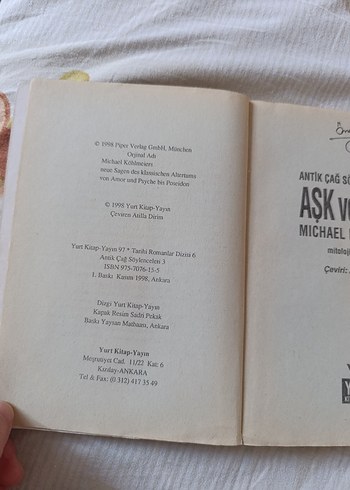 © 1998 Piper Verlag GmbH, München
Orjinal Adı
Michael Köhlmeiers
neue Sagen des klassischen Altertums
von Amor und Psyche bis Poseidon
© 1998 Yurt Kitap-Yayın
Çeviren Atilla Dirim
Yurt Kitap-Yayın 97 * Tarihi Romanlar Dizisi 6
Antik Çağ Söylenceleri 3
ISBN 975-7076-13-5
1. Baskı Kasım 1998, Ankara
Dizgi Yurt Kitap-Yayın
Kapak Resmi Sadri Pekak
Baskı Yaysan Matbaası, Ankara
Yurt Kitap-Yayın
Meşrutiyet Cad. 11/22 Kat: 6
Kızılay-ANKARA
Tel & Fax: (0 312) 417 35 49
ANTİK ÇAĞ SÖ
AŞK
MICHAEL
mitoloji
Çeviri: